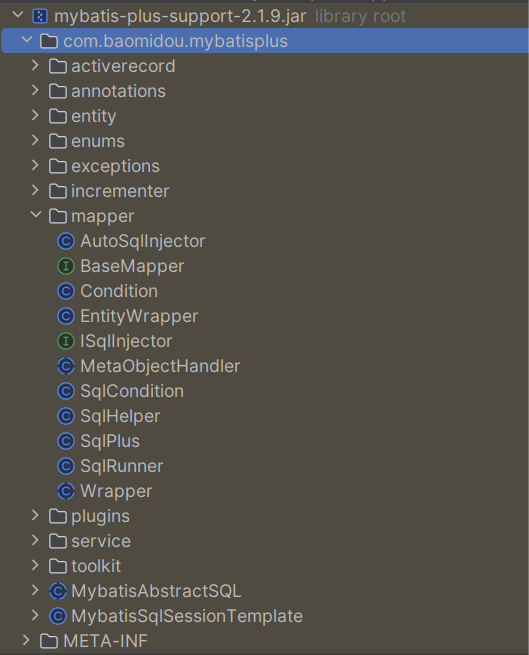 mybatis-plus-support-2.1.9.jar library root
com.baomidou.mybatisplus
activerecord
annotations
entity
enums
exceptions
incrementer
mapper
C AutoSqlInjector
I BaseMapper
C Condition
C EntityWrapper
I ISqlInjector
C MetaObjectHandler
C SqlCondition
C SqlHelper
C SqlPlus
C SqlRunner
C Wrapper
plugins
service
toolkit
C MybatisAbstractSQL
C MybatisSqlSessionTemplate
META-INF